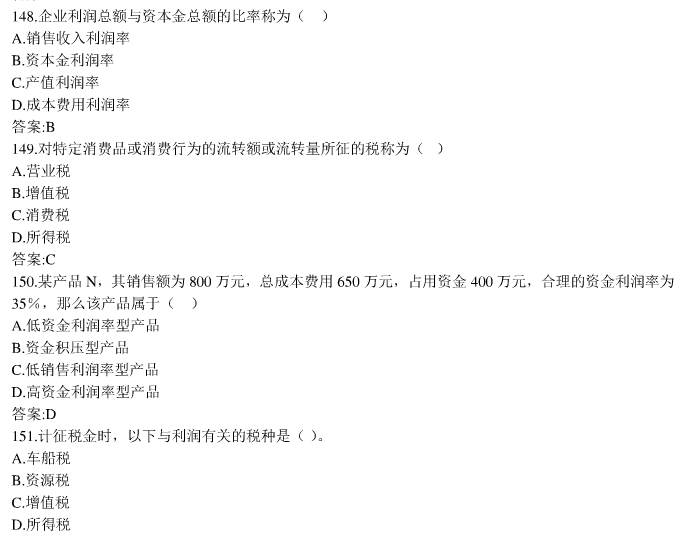 148.企业利润总额与资本金总额的比率称为（　）
A.销售收入利润率
B.资本金利润率
C.产值利润率
D.成本费用利润率
答案:B
149.对特定消费品或消费行为的流转额或流转量所征的税称为（　）
A.营业税
B.增值税
C.消费税
D.所得税
答案:C
150.某产品 N，其销售额为 800 万元，总成本费用 650 万元，占用资金 400 万元，合理的资金利润率为
35%，那么该产品属于（　）
A.低资金利润率型产品
B.资金积压型产品
C.低销售利润率型产品
D.高资金利润率型产品
答案:D
151.计征税金时，以下与利润有关的税种是（ ）。
A.车船税
B.资源税
C.增值税
D.所得税